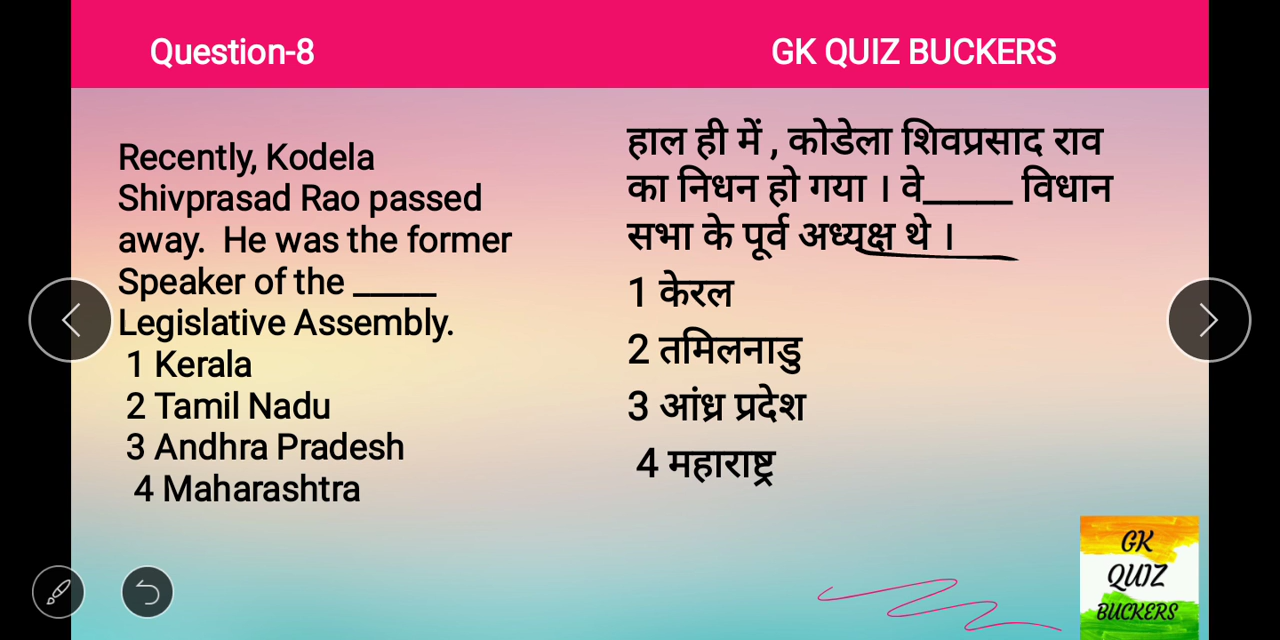 Question-8
GK QUIZ BUCKERS
Recently, Kodela
Shivprasad Rao passed
away. He was the former
Speaker of the _____
Legislative Assembly.
1 Kerala
2 Tamil Nadu
3 Andhra Pradesh
4 Maharashtra
हाल ही में , कोडेला शिवप्रसाद राव
का निधन हो गया । वे_____ विधान
सभा के पूर्व अध्यक्ष थे ।
1 केरल
2 तमिलनाडु
3 आंध्र प्रदेश
4 महाराष्ट्र
GK
QUIZ
BUCKERS